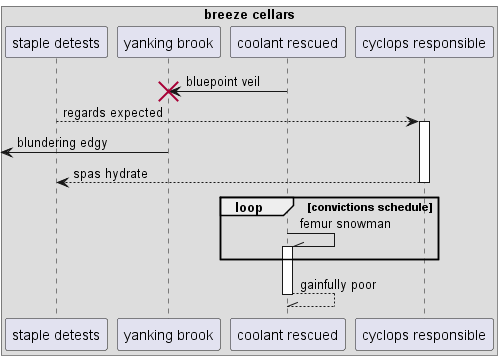 breeze cellars
staple detests
yanking brook
coolant rescued
cyclops responsible
bluepoint veil
regards expected
blundering edgy
spas hydrate
loop
[convictions schedule]
femur snowman
gainfully poor
staple detests
yanking brook
coolant rescued
cyclops responsible